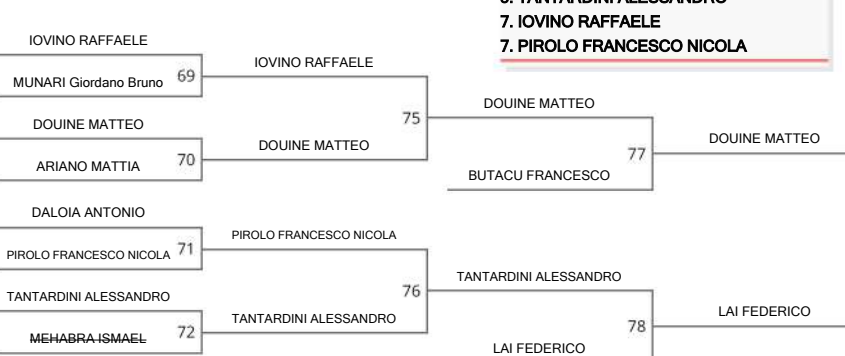 7. IOVINO RAFFAELE
7. PIROLO FRANCESCO NICOLA
IOVINO RAFFAELE
MUNARI Giordano Bruno
69
IOVINO RAFFAELE
DOUINE MATTEO
ARIANO MATTIA
70
DOUINE MATTEO
75
DOUINE MATTEO
BUTACU FRANCESCO
77
DOUINE MATTEO
DALOIA ANTONIO
PIROLO FRANCESCO NICOLA
71
PIROLO FRANCESCO NICOLA
TANTARDINI ALESSANDRO
MEHABRA ISMAEL
72
TANTARDINI ALESSANDRO
76
TANTARDINI ALESSANDRO
LAI FEDERICO
78
LAI FEDERICO